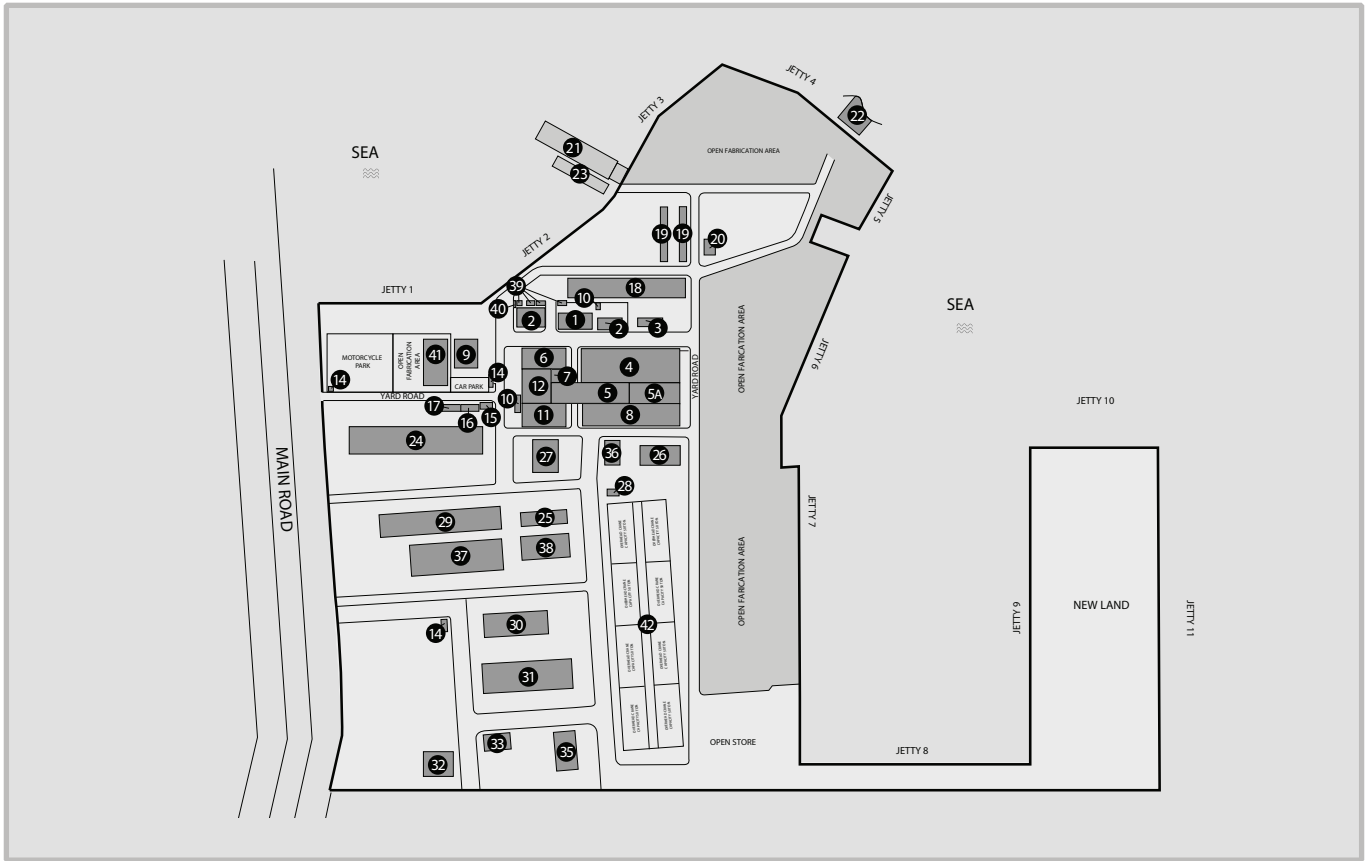 JETTY 4
JETTY 3
22
21
SEA
OPEN FABRICATION AREA
23
JETTY 5
19
19
20
JETTY 2
39
JETTY 1
18
10
40
2
1
2
3
SEA
OPEN FARICATION AREA
JETTY 6
MOTORCYCLE
PARK
OPEN
FABRICATION
AREA
41
9
6
4
YARD ROAD
14
14
7
CAR PARK
12
5
5A
YARD ROAD
10
JETTY 10
17
16
15
11
8
24
27
36
26
MAIN ROAD
28
JETTY 7
29
25
37
38
OPEN FARICATION AREA
JETTY 9
NEW LAND
JETTY 11
14
30
42
31
33
35
32
OPEN STORE
JETTY 8